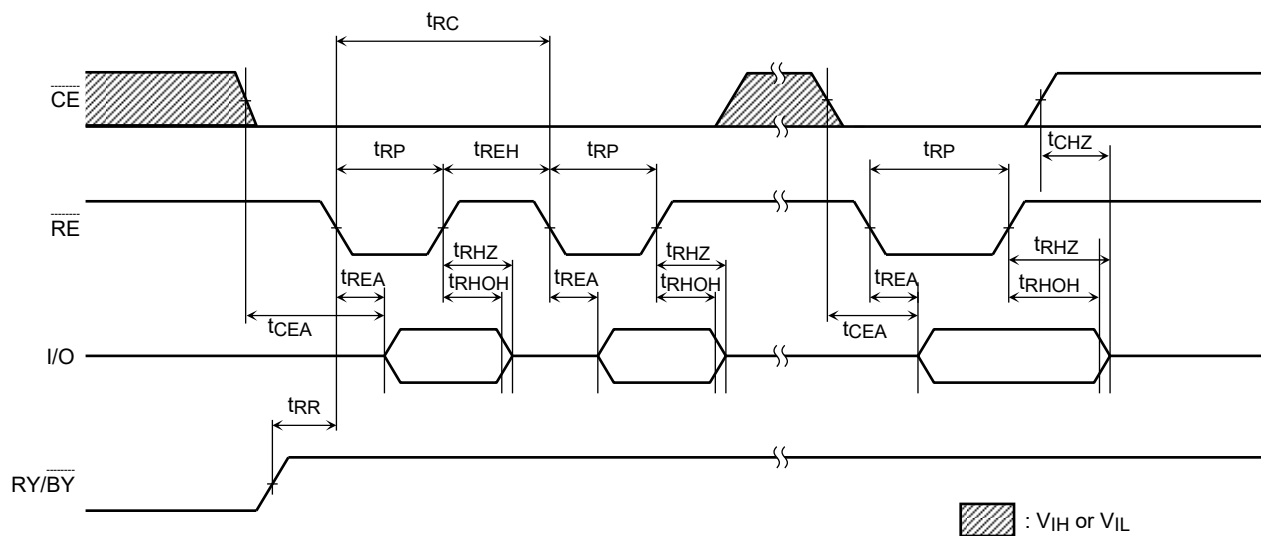 tRC
CE
tRP tREH tRP tRP tCHZ
RE
tREA tRHZ tREA tRHZ tREA tRHZ
tRHOH tRHOH tRHOH
tCEA tCEA
I/O
tRR
RY/BY
: VIH or VIL